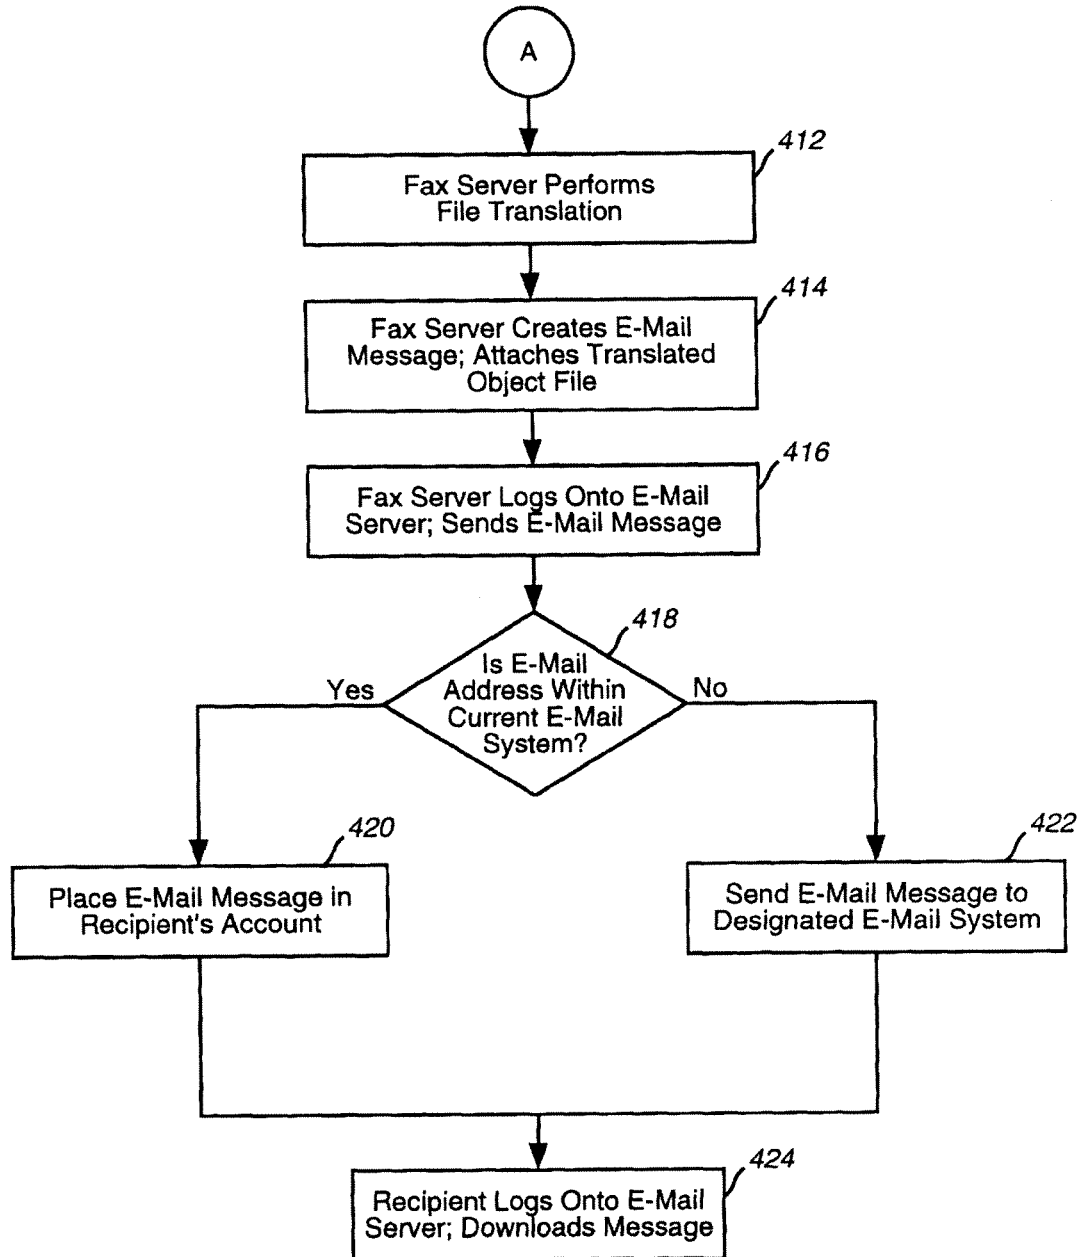 A
412
Fax Server Performs
File Translation
414
Fax Server Creates E-Mail
Message; Attaches Translated
Object File
416
Fax Server Logs Onto E-Mail
Server; Sends E-Mail Message
418
Is E-Mail
Address Within
Current E-Mail
System?
Yes
No
420
Place E-Mail Message in
Recipient's Account
422
Send E-Mail Message to
Designated E-Mail System
424
Recipient Logs Onto E-Mail
Server; Downloads Message